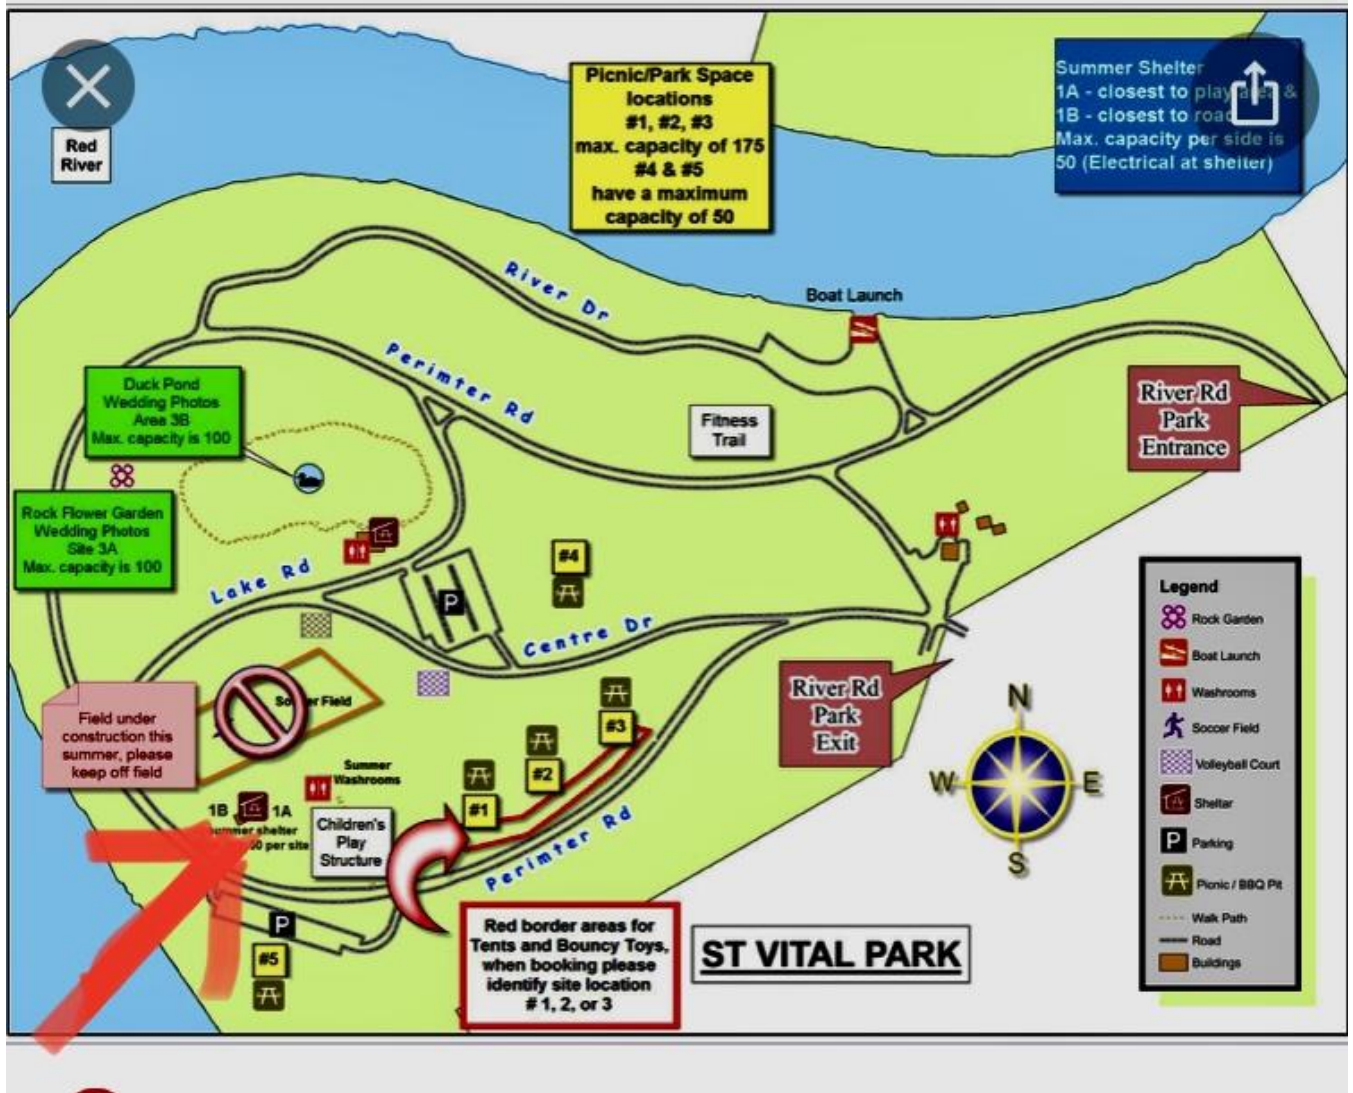 Red
River
Picnic/Park Space
locations
#1, #2, #3
max. capacity of 175
#4 & #5
have a maximum
capacity of 50
Summer Shelter
1A - closest to play &
1B - closest to
Max. capacity per side is
50 (Electrical at shelter)
River Dr
Boat Launch
Perimter Rd
Duck Pond
Wedding Photos
Area 3B
Max. capacity is 100
Fitness
Trail
River Rd
Park
Entrance
Rock Flower Garden
Wedding Photos
Site 3A
Max. capacity is 100
Lake Rd
P
#4
Centre Dr
River Rd
Park
Exit
Field under
construction this
summer, please
keep off field
Field
#3
#2
#1
Summer
Washrooms
1B
1A
shelter
per site
Children's
Play
Structure
Perimter Rd
P
#5
Red border areas for
Tents and Bouncy Toys,
when booking please
identify site location
# 1, 2, or 3
ST VITAL PARK
N
W
E
S
Legend
Rock Garden
Boat Launch
Washrooms
Soccer Field
Volleyball Court
Sheltar
P
Parking
Picnic / BBQ Pit
Walk Path
Road
Buildings